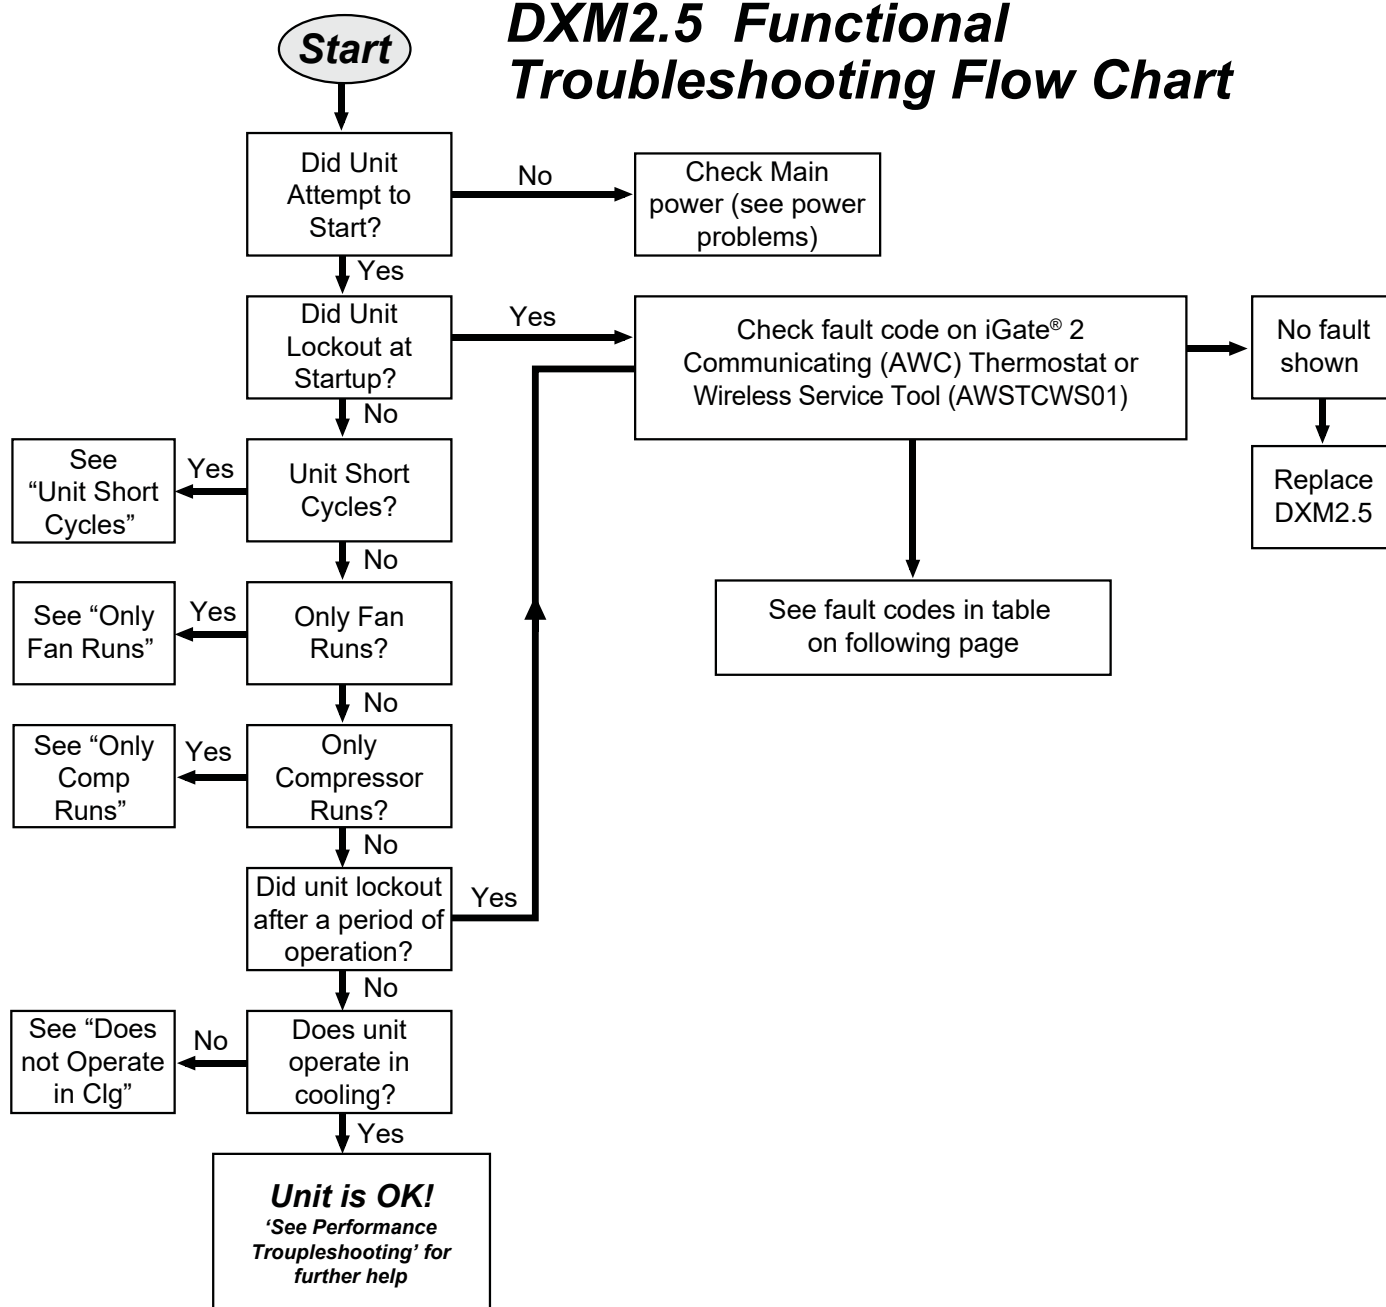 DXM2.5 Functional
Troubleshooting Flow Chart
Start
Did Unit
Attempt to
Start?
No
Check Main
power (see power
problems)
Yes
Did Unit
Lockout at
Startup?
Yes
Check fault code on iGate® 2
Communicating (AWC) Thermostat or
Wireless Service Tool (AWSTCWS01)
No fault
shown
Replace
DXM2.5
See fault codes in table
on following page
No
Unit Short
Cycles?
Yes
See
“Unit Short
Cycles”
No
Only Fan
Runs?
Yes
See “Only
Fan Runs”
No
Only
Compressor
Runs?
Yes
See “Only
Comp
Runs”
No
Did unit lockout
after a period of
operation?
Yes
No
Does unit
operate in
cooling?
No
See “Does
not Operate
in Clg”
Yes
Unit is OK!
‘See Performance
Troupleshooting’ for
further help